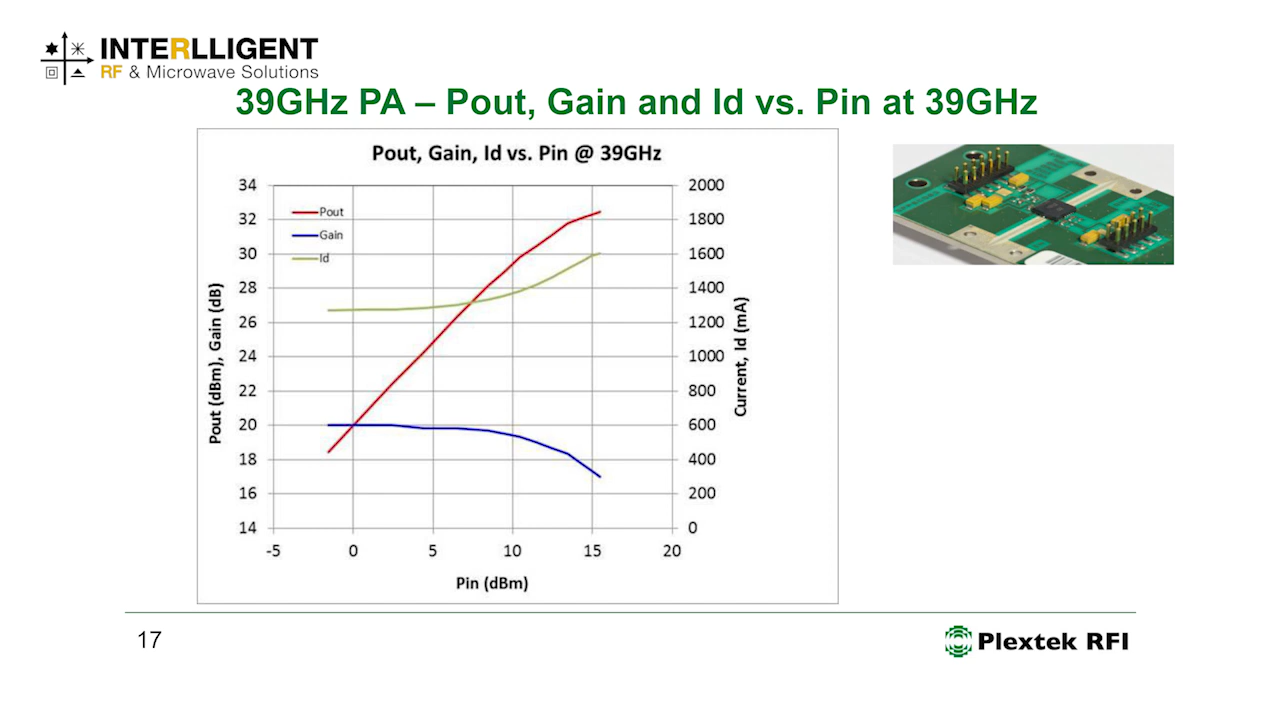 INTERLLIGENT
RF & Microwave Solutions
39GHz PA – Pout, Gain and Id vs. Pin at 39GHz
Pout, Gain, Id vs. Pin @ 39GHz
Pout (dBm), Gain (dB)
34
32
30
28
26
24
22
20
18
16
14
Pout
Gain
Id
2000
1800
1600
1400
1200
1000
800
600
400
200
0
Current, Id (mA)
-5 0 5 10 15 20
Pin (dBm)
17
Plextek RFI